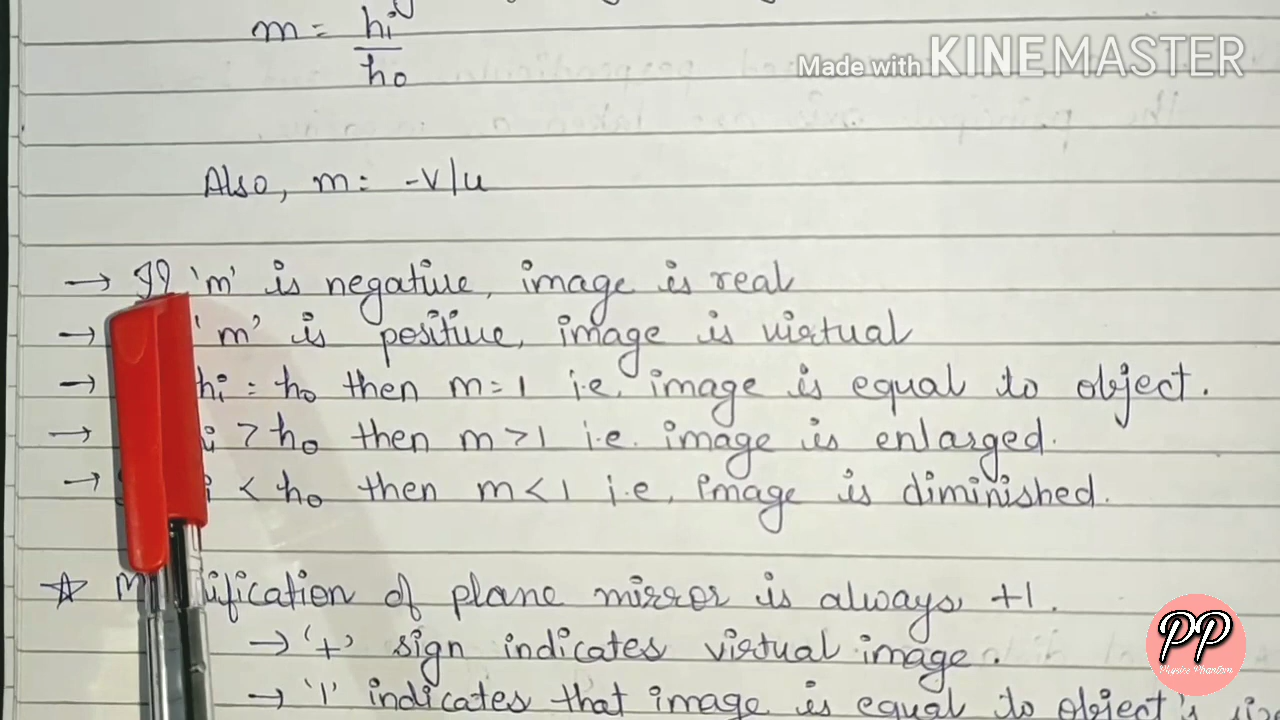 m = hi
ho
Made with KINEMASTER
Also, m = -v/u
→ If 'm' is negative, image is real
→ 'm' is positive, image is virtual
→ hi = ho then m = 1 i.e. image is equal to object.
→ i > ho then m > 1 i.e. image is enlarged.
→ i < ho then m < 1 i.e, image is diminished.
☆ M ification of plane mirror is always +1.
→ '+' sign indicates virtual image.
→ '1' indicates that image is equal to object's
PP
Physics Phantom